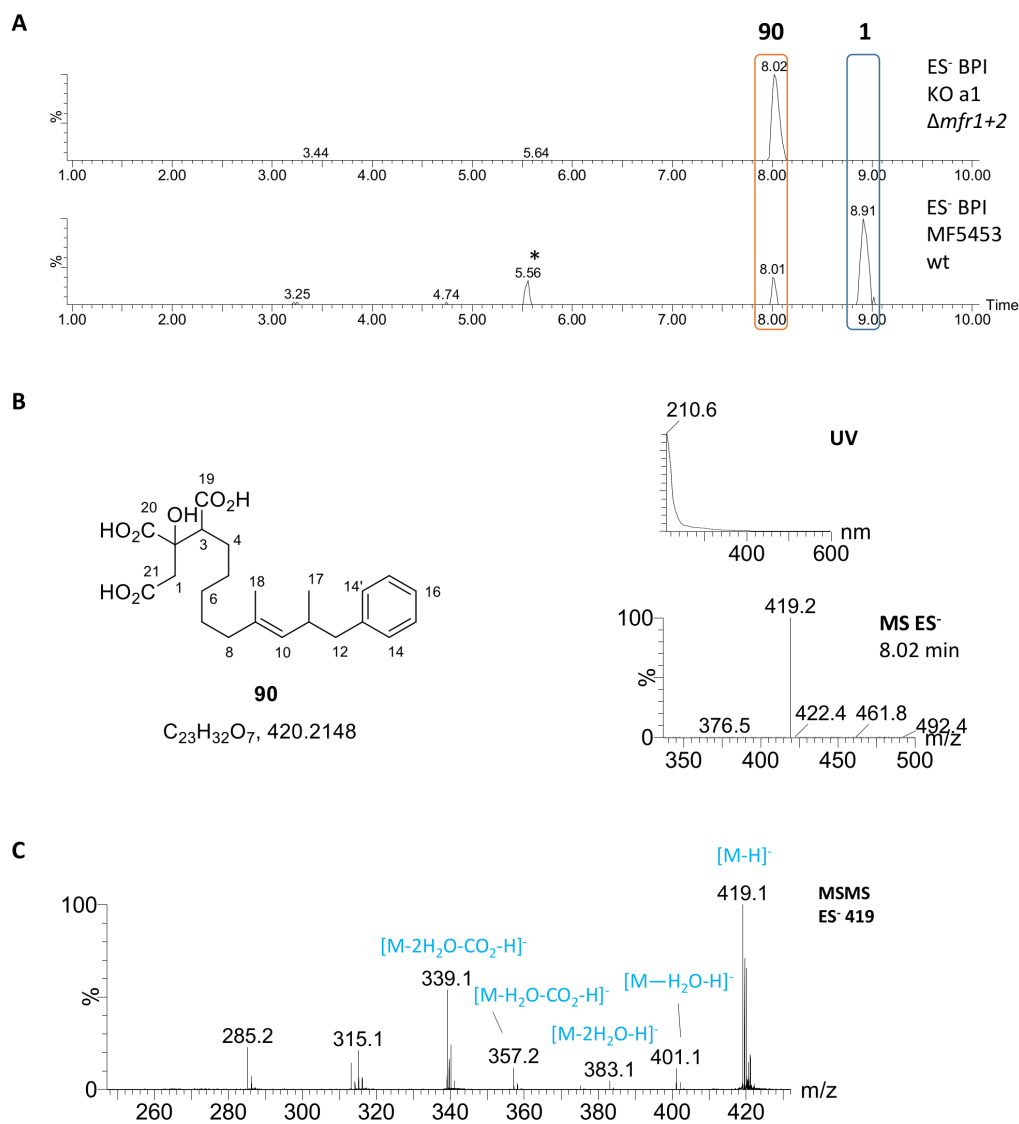 A
90 1
8.02
ES⁻ BPI
KO a1
Δmfr1+2
%
3.44 5.64
1.00 2.00 3.00 4.00 5.00 6.00 7.00 8.00 9.00 10.00
8.91
ES⁻ BPI
MF5453
wt
%
*
5.56
8.01
3.25 4.74
Time
1.00 2.00 3.00 4.00 5.00 6.00 7.00 8.00 9.00 10.00
B
210.6
UV
nm
400 600
19
CO₂H
20 OH
HO₂C
3 4
21
HO₂C
1
6
18 17
14' 16
8 10 12 14
90
C₂₃H₃₂O₇, 420.2148
419.2
100
MS ES⁻
8.02 min
%
376.5 422.4 461.8 492.4
0
m/z
350 400 450 500
C
[M-H]⁻
419.1
MSMS
ES⁻ 419
100
[M-2H₂O-CO₂-H]⁻
339.1
[M-H₂O-CO₂-H]⁻
[M—H₂O-H]⁻
%
285.2 315.1
357.2
[M-2H₂O-H]⁻
383.1 401.1
0
m/z
260 280 300 320 340 360 380 400 420